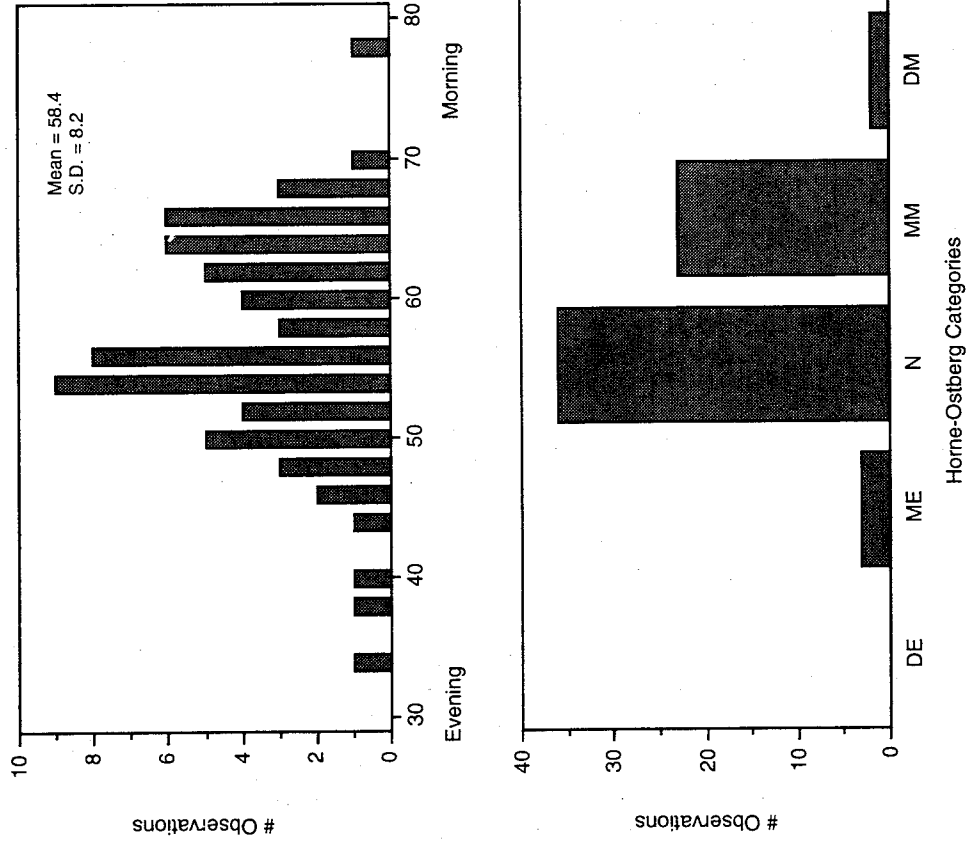 10
8
6
4
2
0
# Observations
Mean = 58.4
S.D. = 8.2
30
40
50
60
70
80
Evening
Morning
40
30
20
10
0
# Observations
DE
ME
N
MM
DM
Horne-Ostberg Categories